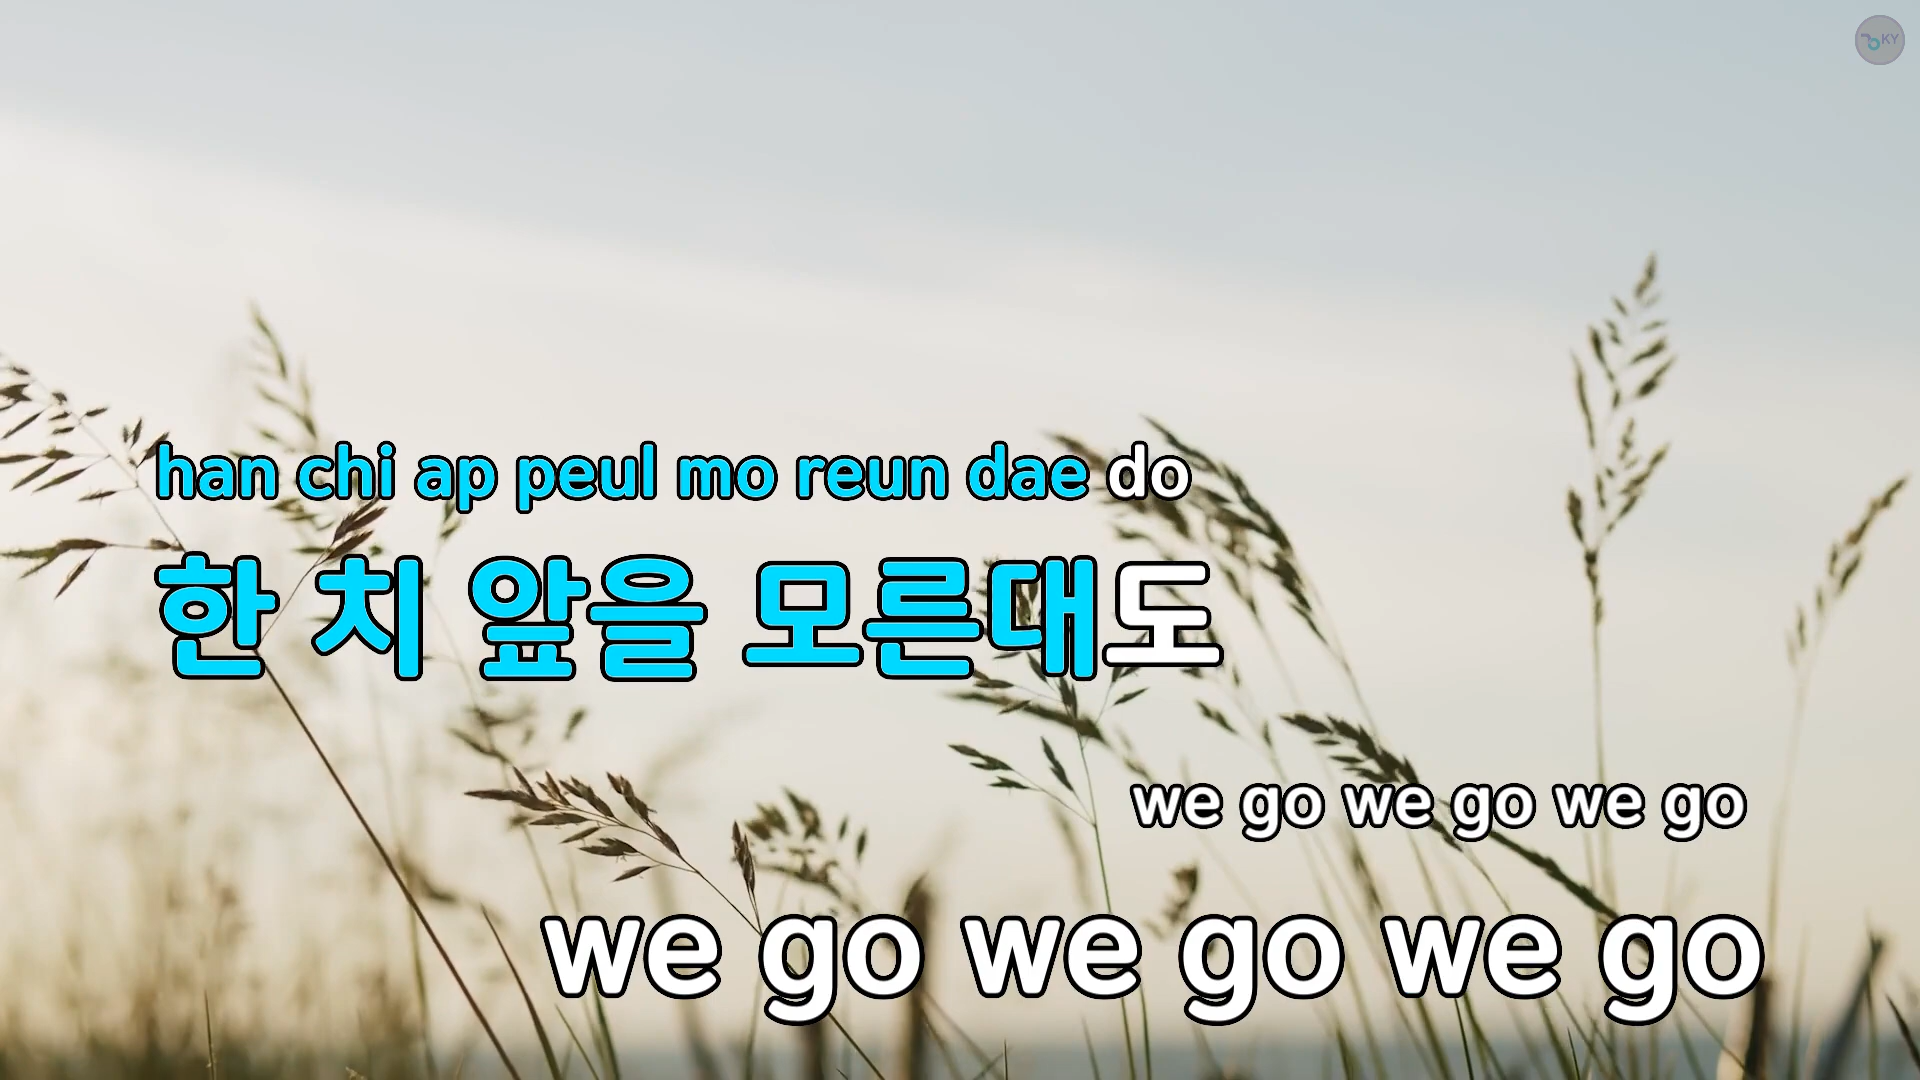 KY
han chi ap peul mo reun dae do
한 치 앞을 모른대도
we go we go we go
we go we go we go